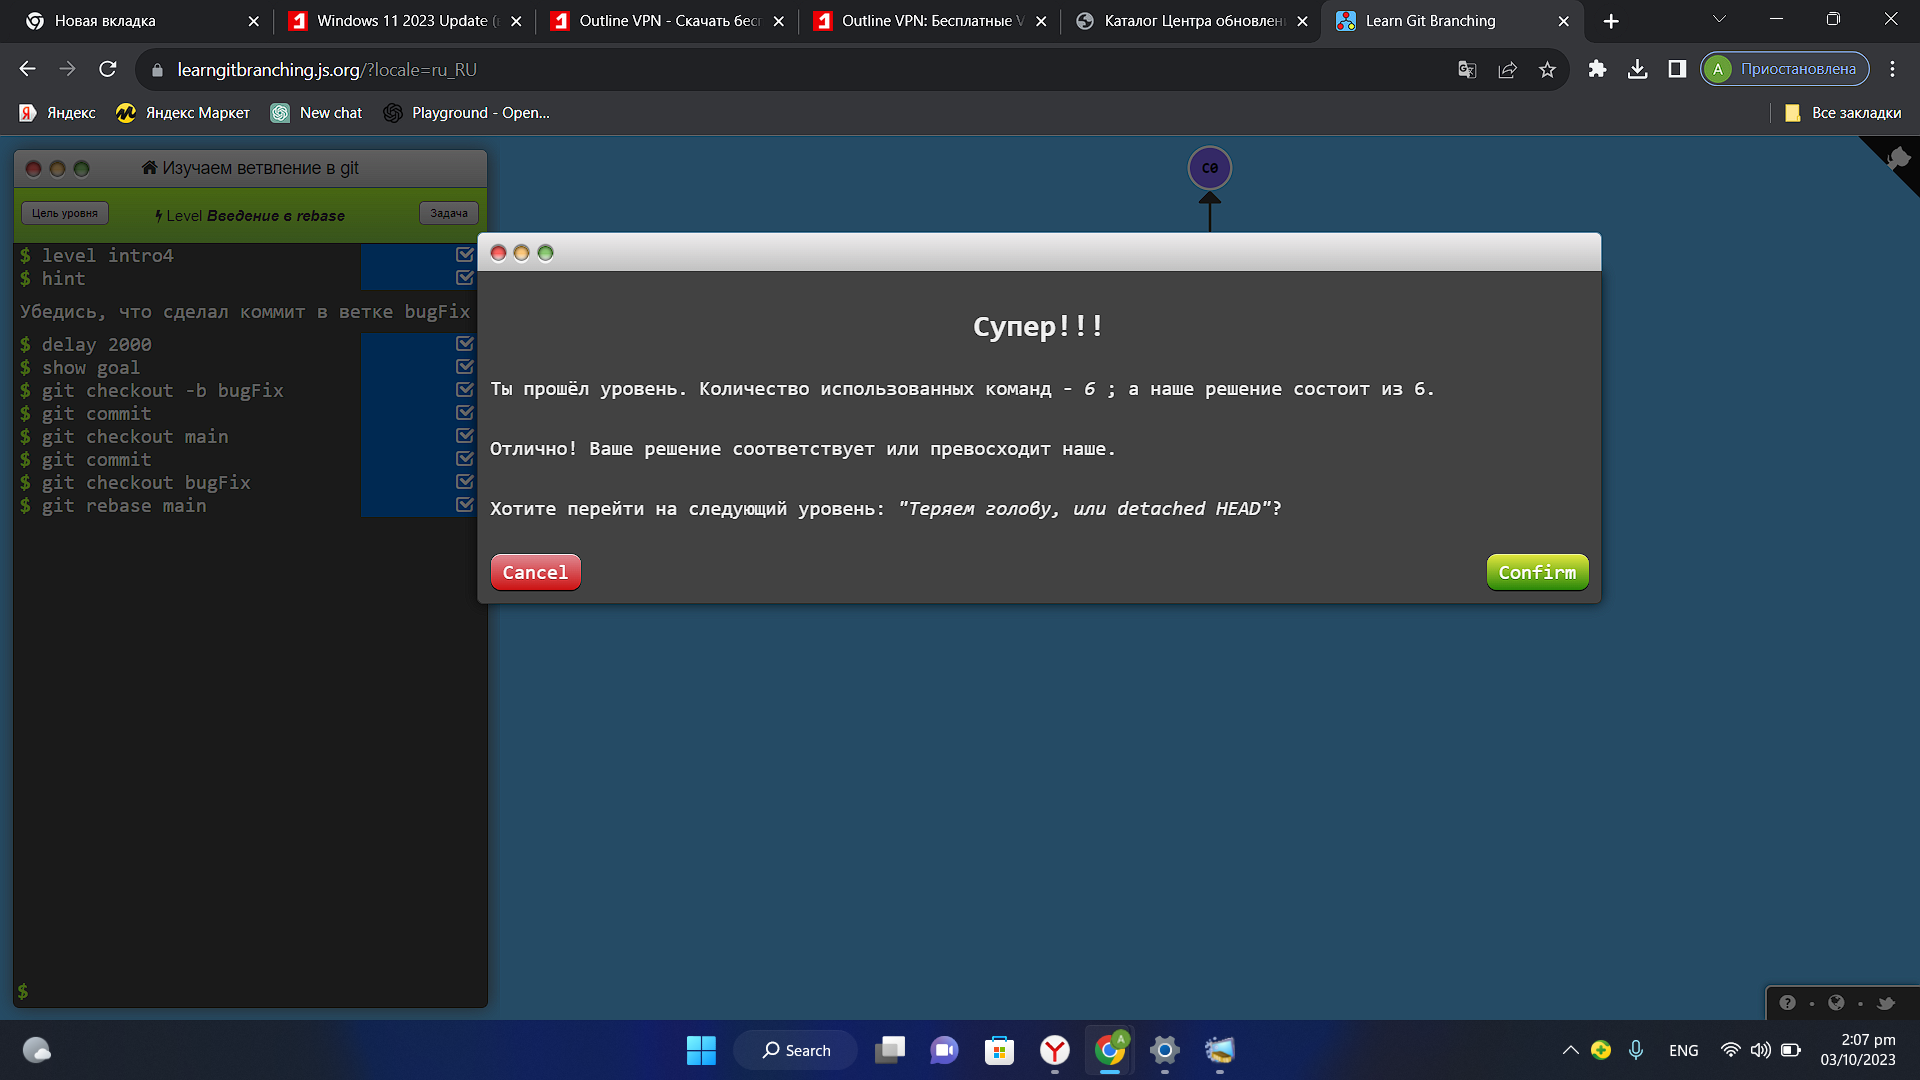 Новая вкладка
Windows 11 2023 Update (в
Outline VPN - Скачать бесп
Outline VPN: Бесплатные V
Каталог Центра обновлен
Learn Git Branching
learngitbranching.js.org/?locale=ru_RU
A Приостановлена
Яндекс
Яндекс Маркет
New chat
Playground - Open...
Все закладки
Изучаем ветвление в git
Цель уровня
Level Введение в rebase
Задача
$ level intro4
$ hint
Убедись, что сделал коммит в ветке bugFix
$ delay 2000
$ show goal
$ git checkout -b bugFix
$ git commit
$ git checkout main
$ git commit
$ git checkout bugFix
$ git rebase main
$
C0
Супер!!!
Ты прошёл уровень. Количество использованных команд - 6 ; а наше решение состоит из 6.
Отлично! Ваше решение соответствует или превосходит наше.
Хотите перейти на следующий уровень: "Теряем голову, или detached HEAD"?
Cancel
Confirm
Search
A
ENG
2:07 pm
03/10/2023